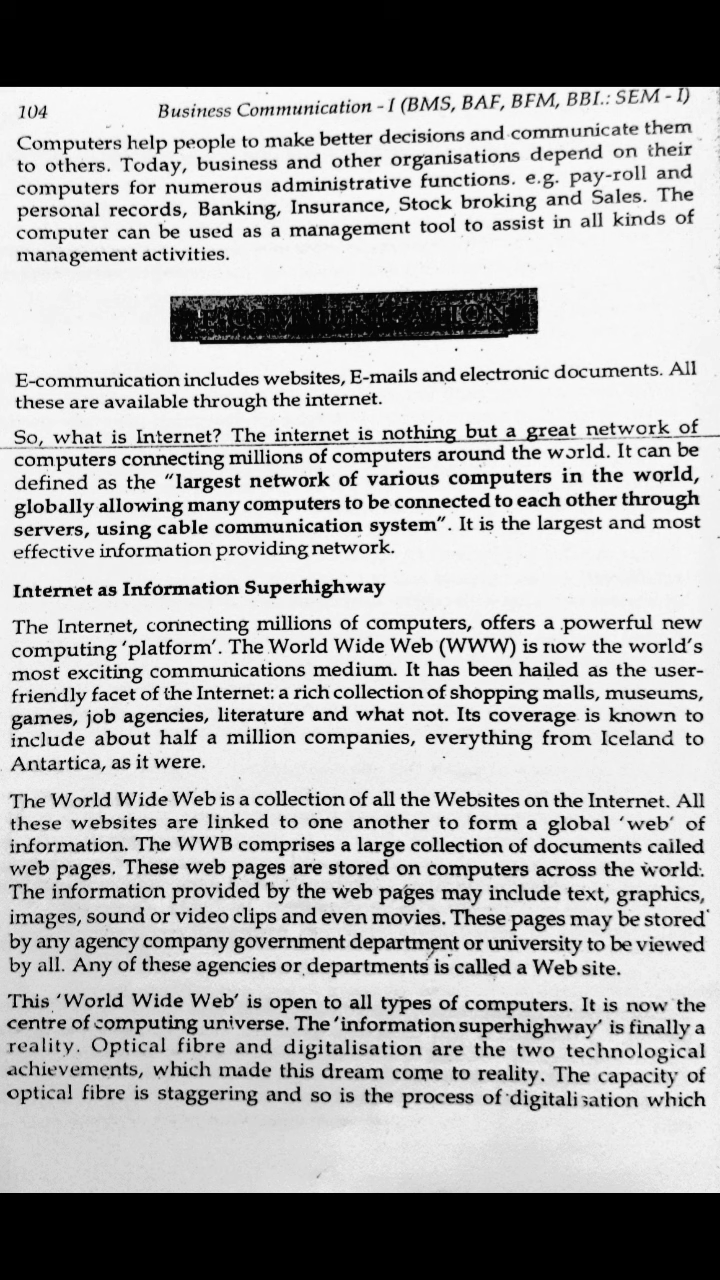 104 Business Communication - I (BMS, BAF, BFM, BBI.: SEM - I)
Computers help people to make better decisions and communicate them
to others. Today, business and other organisations depend on their
computers for numerous administrative functions. e.g. pay-roll and
personal records, Banking, Insurance, Stock broking and Sales. The
computer can be used as a management tool to assist in all kinds of
management activities.
E-COMMUNICATION
E-communication includes websites, E-mails and electronic documents. All
these are available through the internet.
So, what is Internet? The internet is nothing but a great network of
computers connecting millions of computers around the world. It can be
defined as the "largest network of various computers in the world,
globally allowing many computers to be connected to each other through
servers, using cable communication system". It is the largest and most
effective information providing network.
Internet as Information Superhighway
The Internet, connecting millions of computers, offers a powerful new
computing 'platform'. The World Wide Web (WWW) is now the world's
most exciting communications medium. It has been hailed as the user-
friendly facet of the Internet: a rich collection of shopping malls, museums,
games, job agencies, literature and what not. Its coverage is known to
include about half a million companies, everything from Iceland to
Antartica, as it were.
The World Wide Web is a collection of all the Websites on the Internet. All
these websites are linked to one another to form a global 'web' of
information. The WWB comprises a large collection of documents called
web pages. These web pages are stored on computers across the world.
The information provided by the web pages may include text, graphics,
images, sound or video clips and even movies. These pages may be stored
by any agency company government department or university to be viewed
by all. Any of these agencies or departments is called a Web site.
This 'World Wide Web' is open to all types of computers. It is now the
centre of computing universe. The 'information superhighway' is finally a
reality. Optical fibre and digitalisation are the two technological
achievements, which made this dream come to reality. The capacity of
optical fibre is staggering and so is the process of digitalisation which